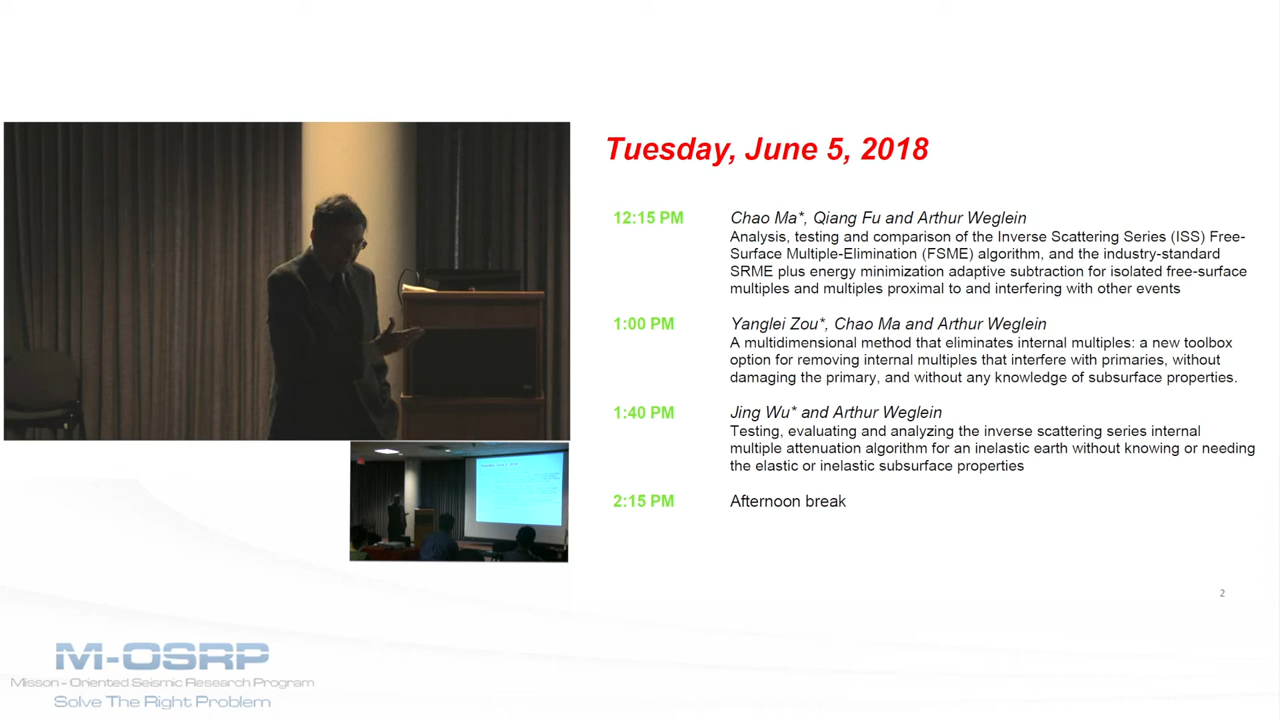 Tuesday, June 5, 2018
12:15 PM
Chao Ma*, Qiang Fu and Arthur Weglein
Analysis, testing and comparison of the Inverse Scattering Series (ISS) Free-
Surface Multiple-Elimination (FSME) algorithm, and the industry-standard
SRME plus energy minimization adaptive subtraction for isolated free-surface
multiples and multiples proximal to and interfering with other events
1:00 PM
Yanglei Zou*, Chao Ma and Arthur Weglein
A multidimensional method that eliminates internal multiples: a new toolbox
option for removing internal multiples that interfere with primaries, without
damaging the primary, and without any knowledge of subsurface properties.
1:40 PM
Jing Wu* and Arthur Weglein
Testing, evaluating and analyzing the inverse scattering series internal
multiple attenuation algorithm for an inelastic earth without knowing or needing
the elastic or inelastic subsurface properties
2:15 PM
Afternoon break
2
M-OSRP
Misson - Oriented Seismic Research Program
Solve The Right Problem